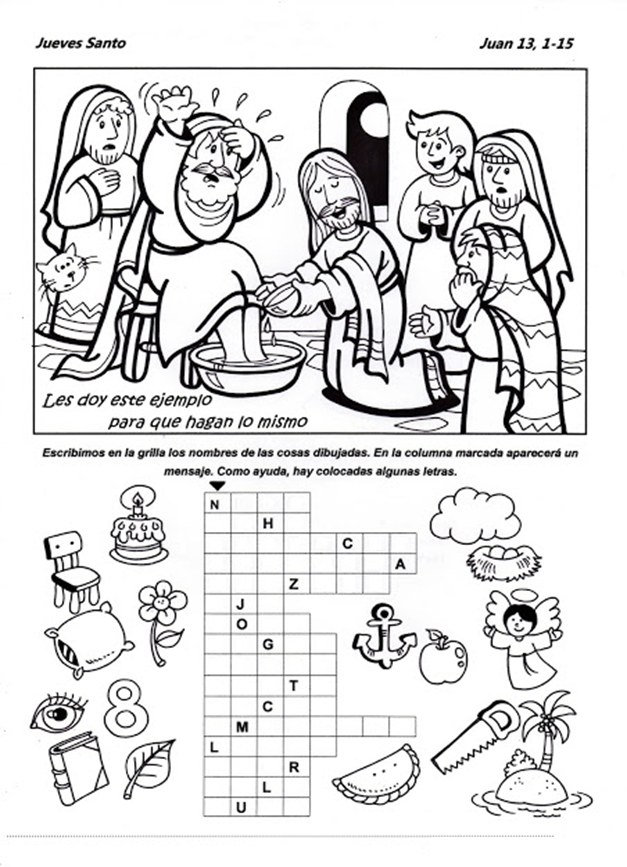 Jueves Santo
Juan 13, 1-15
Les doy este ejemplo
para que hagan lo mismo
Escribimos en la grilla los nombres de las cosas dibujadas. En la columna marcada aparecerá un
mensaje. Como ayuda, hay colocadas algunas letras.
N
H
C
A
Z
J
O
G
T
C
M
L
R
L
U
8